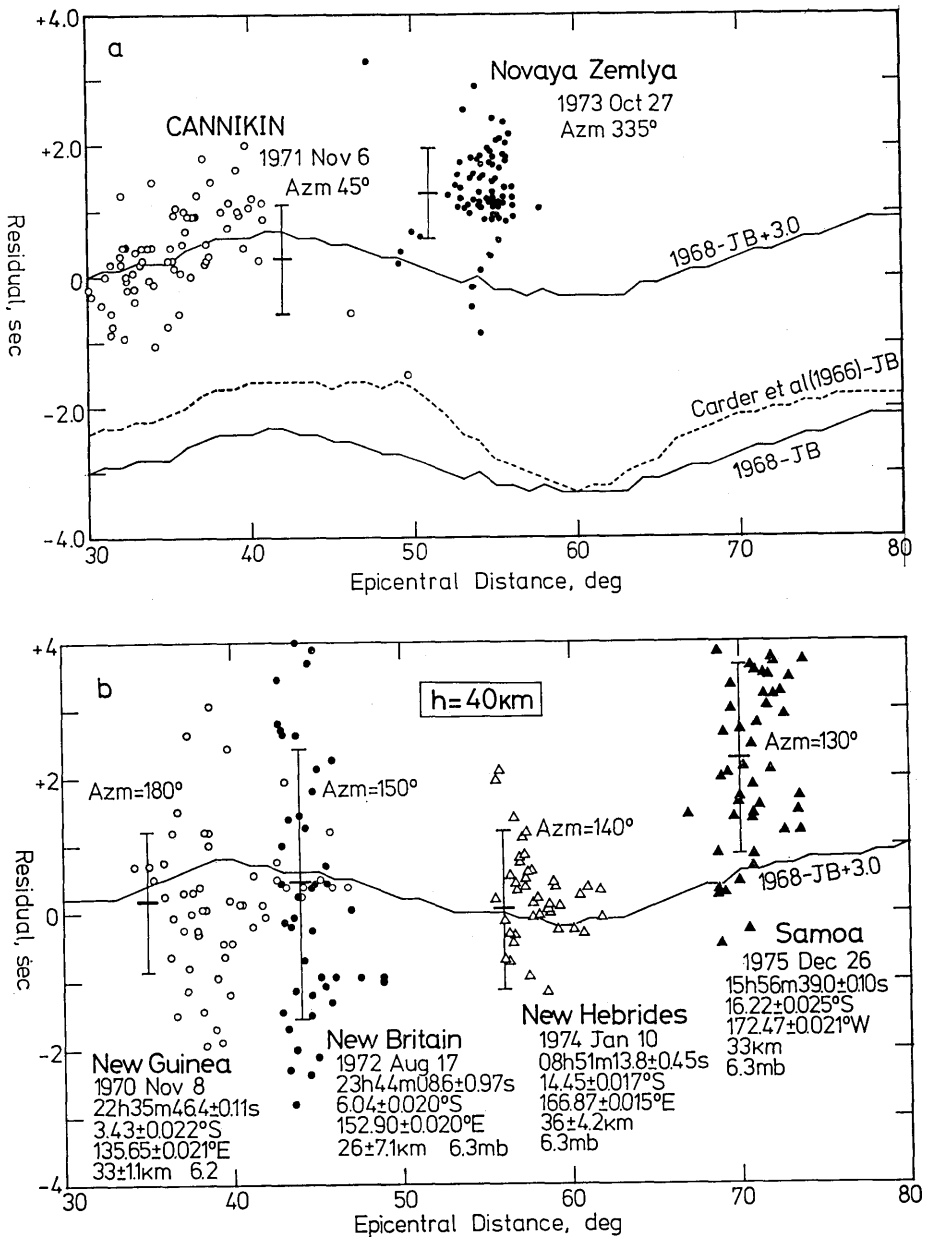 +4.0
a
Novaya Zemlya
1973 Oct 27
Azm 335°
CANNIKIN
1971 Nov 6
Azm 45°
+2.0
0
-2.0
-4.0
Residual, sec
1968-JB+3.0
Carder et al(1966)-JB
1968-JB
30
40
50
60
70
80
Epicentral Distance, deg
+4
b
h=40km
+2
0
-2
-4
Residual, sec
Azm=180°
Azm=150°
Azm=140°
Azm=130°
1968-JB+3.0
New Guinea
1970 Nov 8
22h35m46.4±0.11s
3.43±0.022°S
135.65±0.021°E
33±1.1km 6.2
New Britain
1972 Aug 17
23h44m08.6±0.97s
6.04±0.020°S
152.90±0.020°E
26±7.1km 6.3mb
New Hebrides
1974 Jan 10
08h51m13.8±0.45s
14.45±0.017°S
166.87±0.015°E
36±4.2km
6.3mb
Samoa
1975 Dec 26
15h56m39.0±0.10s
16.22±0.025°S
172.47±0.021°W
33km
6.3mb
30
40
50
60
70
80
Epicentral Distance, deg